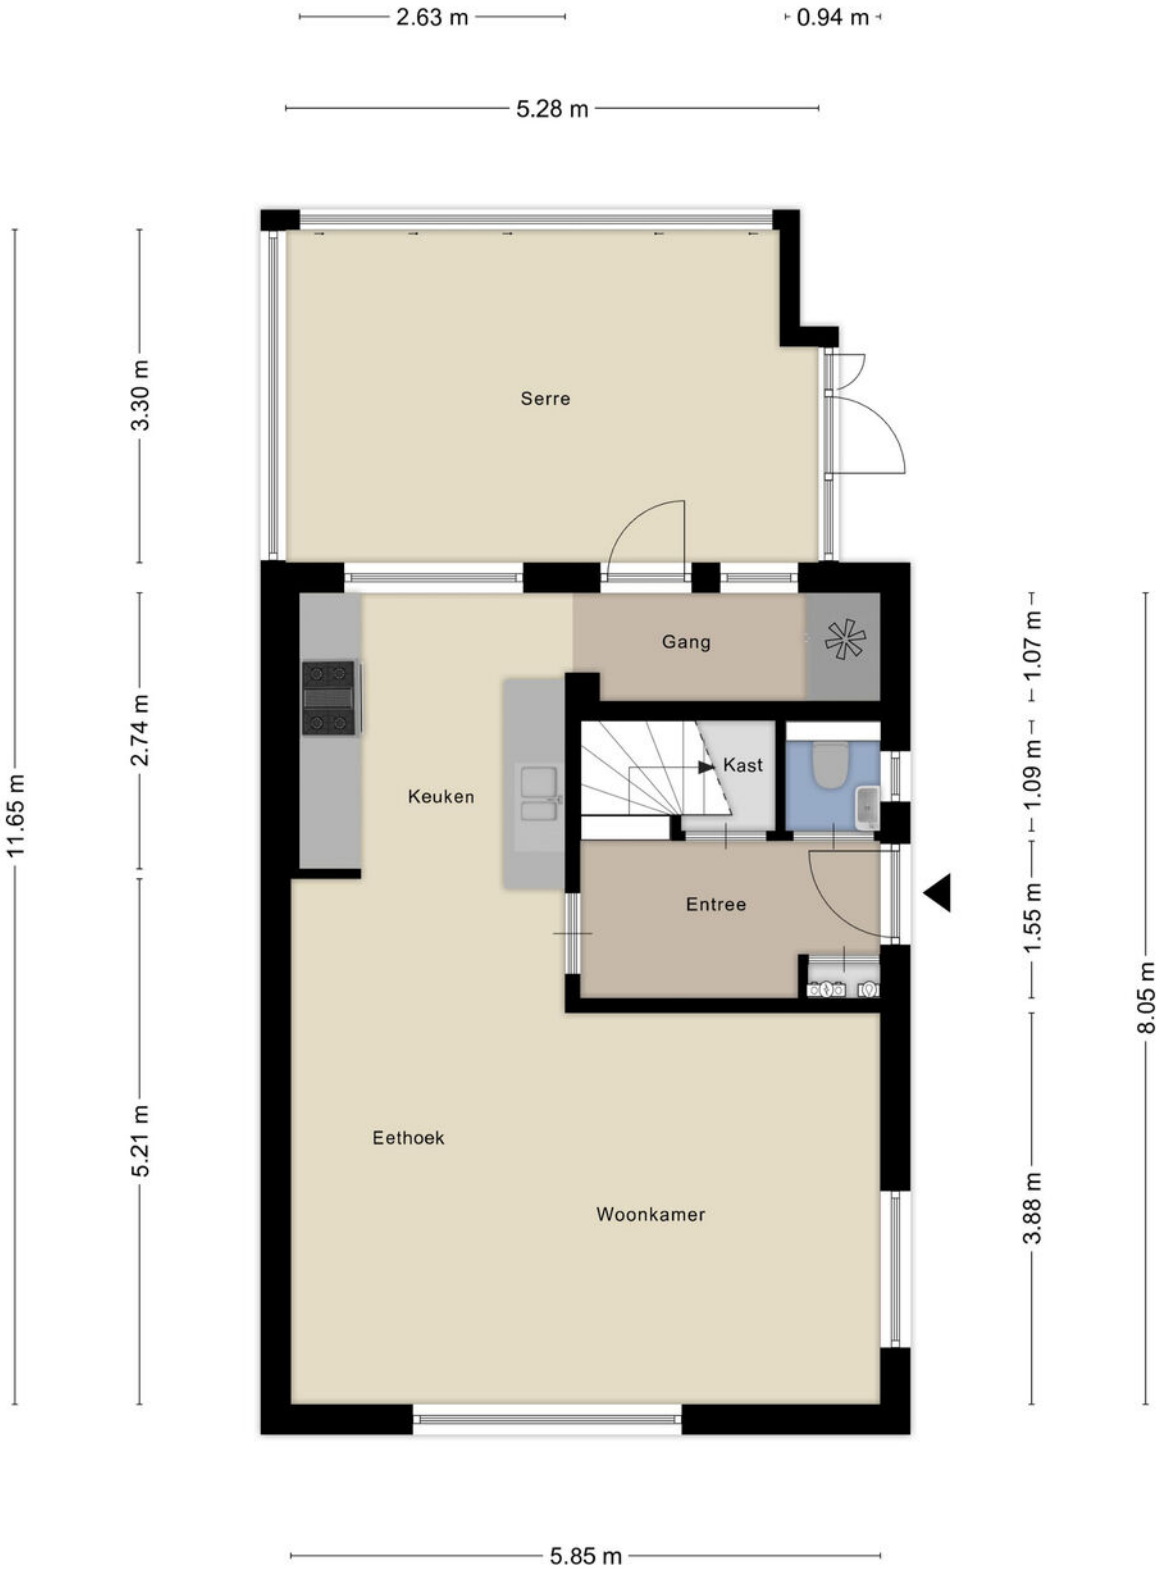 2.63 m
0.94 m
5.28 m
Serre
3.30 m
Gang
1.07 m
2.74 m
Kast
1.09 m
Keuken
11.65 m
Entree
1.55 m
8.05 m
5.21 m
Eethoek
3.88 m
Woonkamer
5.85 m